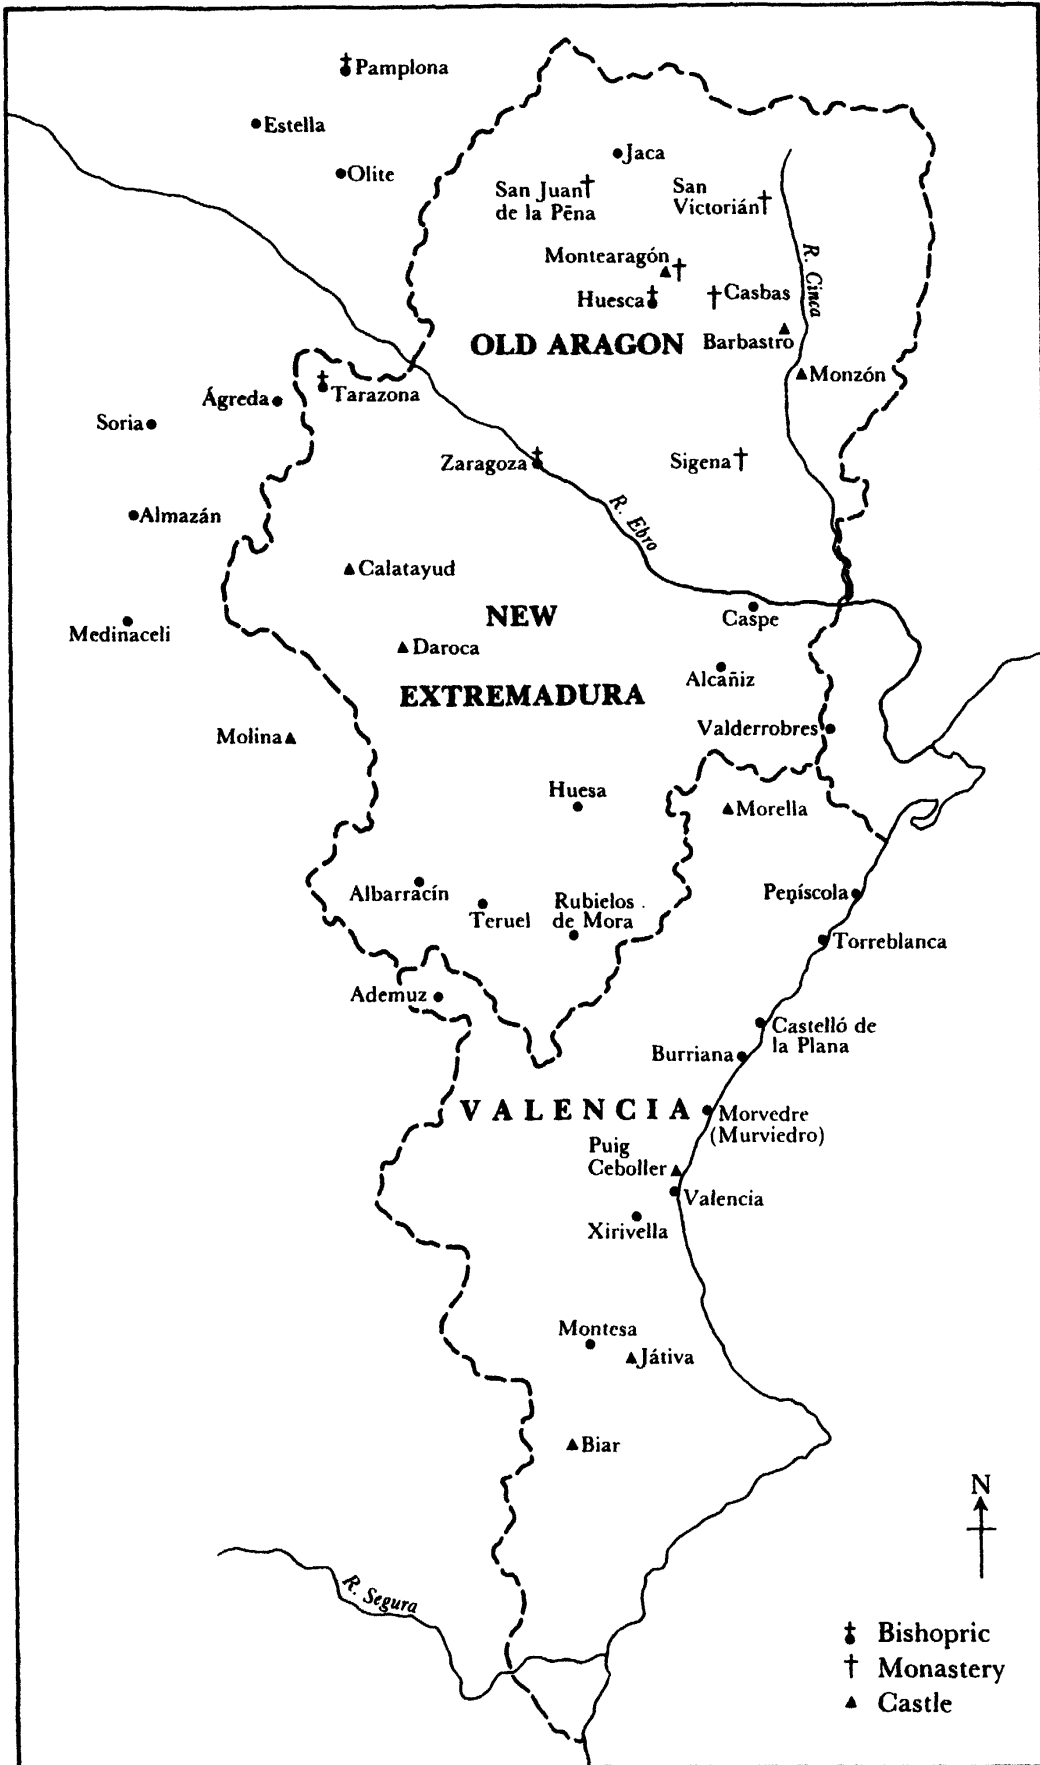 Pamplona
Estella
Olite
Jaca
San Juan
de la Pēna
San
Victorián
Montearagón
R. Cinca
Huesca
Casbas
OLD ARAGON
Barbastro
Monzón
Tarazona
Ágreda
Soria
Zaragoza
Sigena
R. Ebro
Almazán
Calatayud
NEW
Caspe
Medinaceli
Daroca
Alcañiz
EXTREMADURA
Valderrobres
Molina
Huesa
Morella
Albarracín
Teruel
Rubielos
de Mora
Peníscola
Torreblanca
Ademuz
Castelló de
la Plana
Burriana
VALENCIA
Morvedre
(Murviedro)
Puig
Ceboller
Valencia
Xirivella
Montesa
Játiva
Biar
N
R. Segura
Bishopric
Monastery
Castle